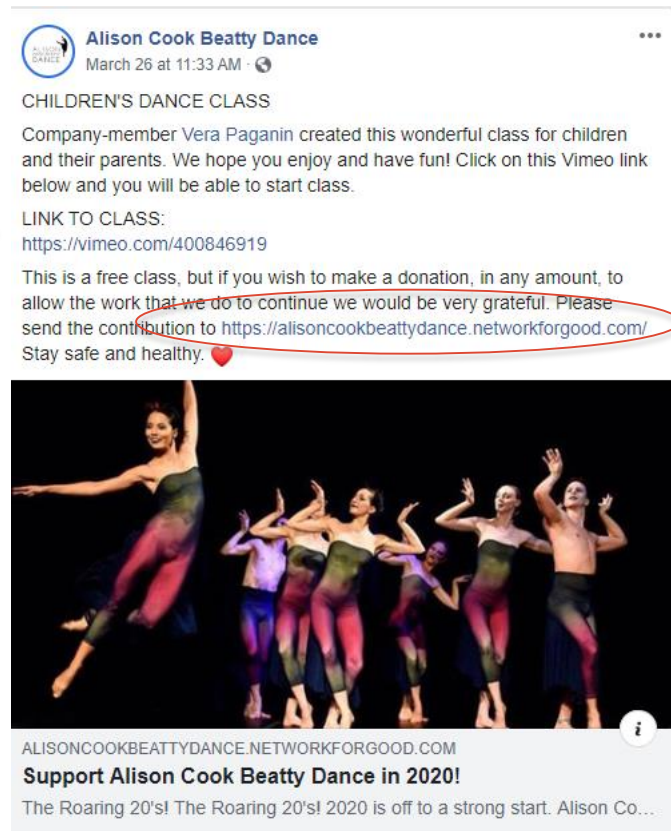 Alison Cook Beatty Dance
March 26 at 11:33 AM ·
CHILDREN'S DANCE CLASS
Company-member Vera Paganin created this wonderful class for children
and their parents. We hope you enjoy and have fun! Click on this Vimeo link
below and you will be able to start class.
LINK TO CLASS:
https://vimeo.com/400846919
This is a free class, but if you wish to make a donation, in any amount, to
allow the work that we do to continue we would be very grateful. Please
send the contribution to https://alisoncookbeattydance.networkforgood.com/
Stay safe and healthy. ❤️
ALISONCOOKBEATTYDANCE.NETWORKFORGOOD.COM
Support Alison Cook Beatty Dance in 2020!
The Roaring 20's! The Roaring 20's! 2020 is off to a strong start. Alison Co...